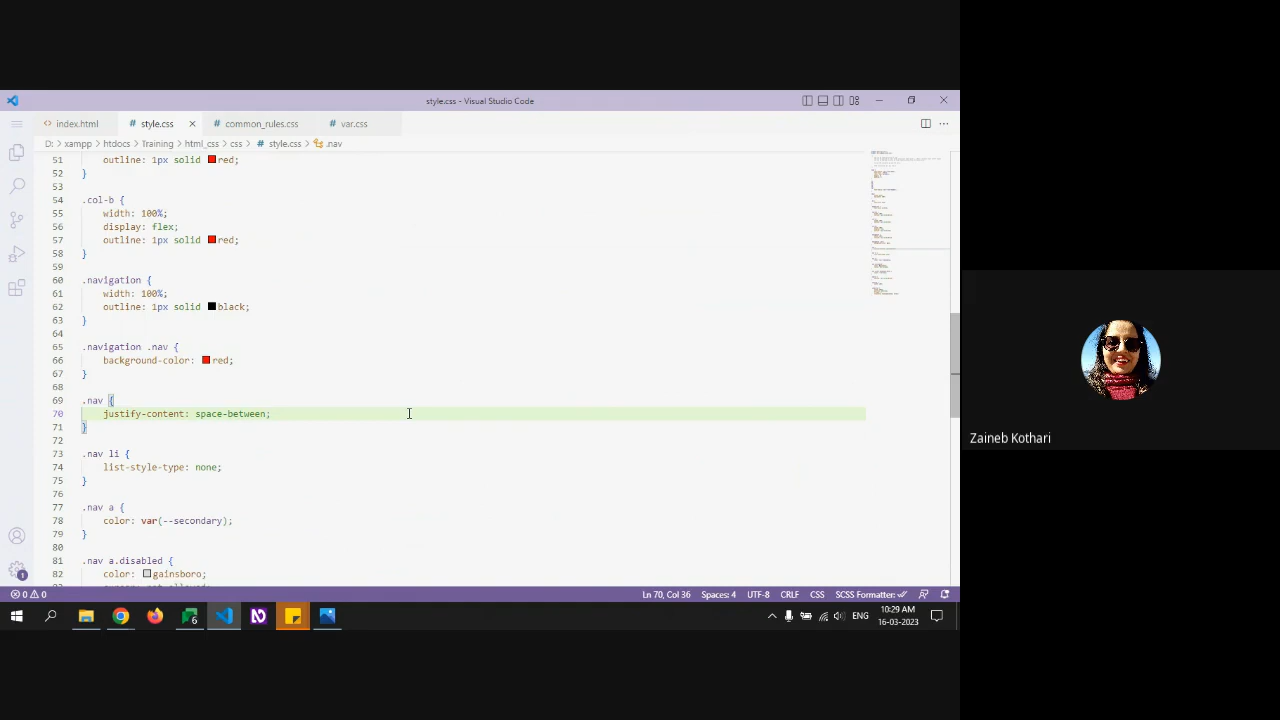 style.css - Visual Studio Code
index.html
style.css
common_rules.css
var.css
D: > xampp > htdocs > Training > html_css > css > style.css > .nav
51 outline: 1px solid red;
52 }
53
54 .col-b {
55 width: 100%;
56 display: flex;
57 outline: 1px solid red;
58 }
59
60 .navigation {
61 width: 100%;
62 outline: 1px solid black;
63 }
64
65 .navigation .nav {
66 background-color: red;
67 }
68
69 .nav {
70 justify-content: space-between;
71 }
72
73 .nav li {
74 list-style-type: none;
75 }
76
77 .nav a {
78 color: var(--secondary);
79 }
80
81 .nav a.disabled {
82 color: gainsboro;
Zaineb Kothari
1
0 0
Ln 70, Col 36
Spaces: 4
UTF-8
CRLF
CSS
SCSS Formatter:
6
ENG
10:29 AM
16-03-2023